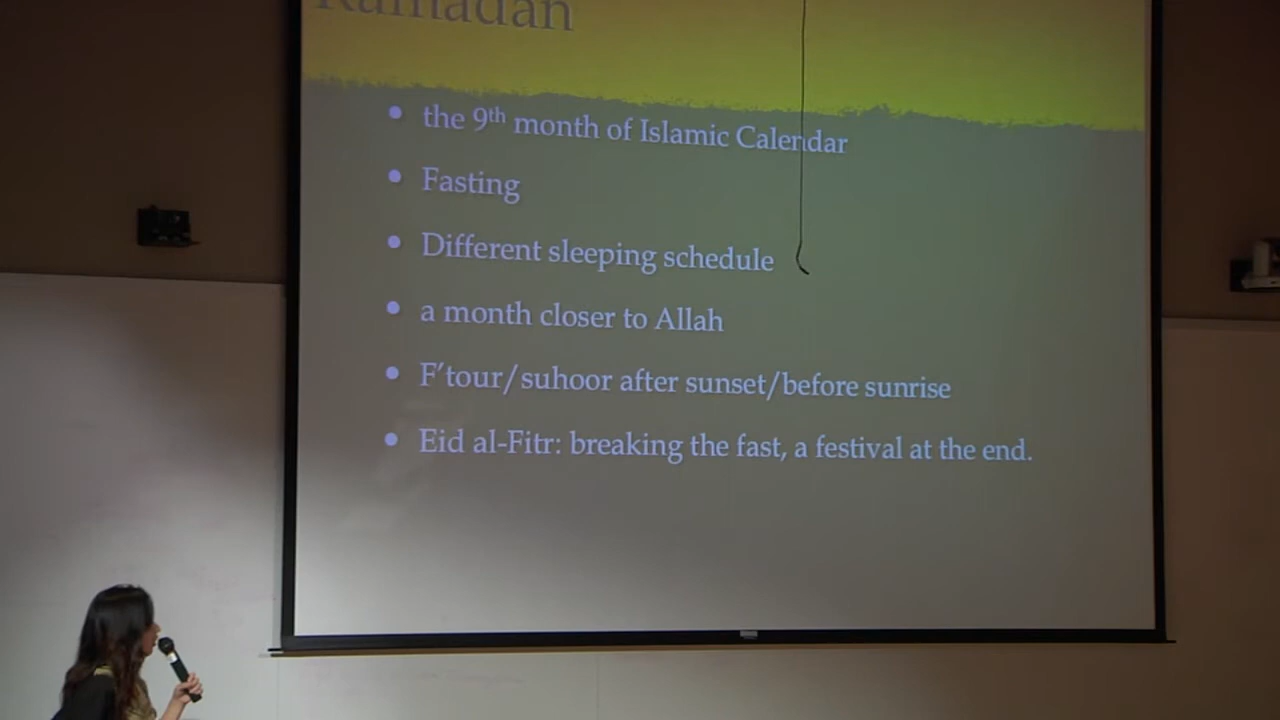 Ramadan
the 9th month of Islamic Calendar
Fasting
Different sleeping schedule
a month closer to Allah
F'tour/suhoor after sunset/before sunrise
Eid al-Fitr: breaking the fast, a festival at the end.